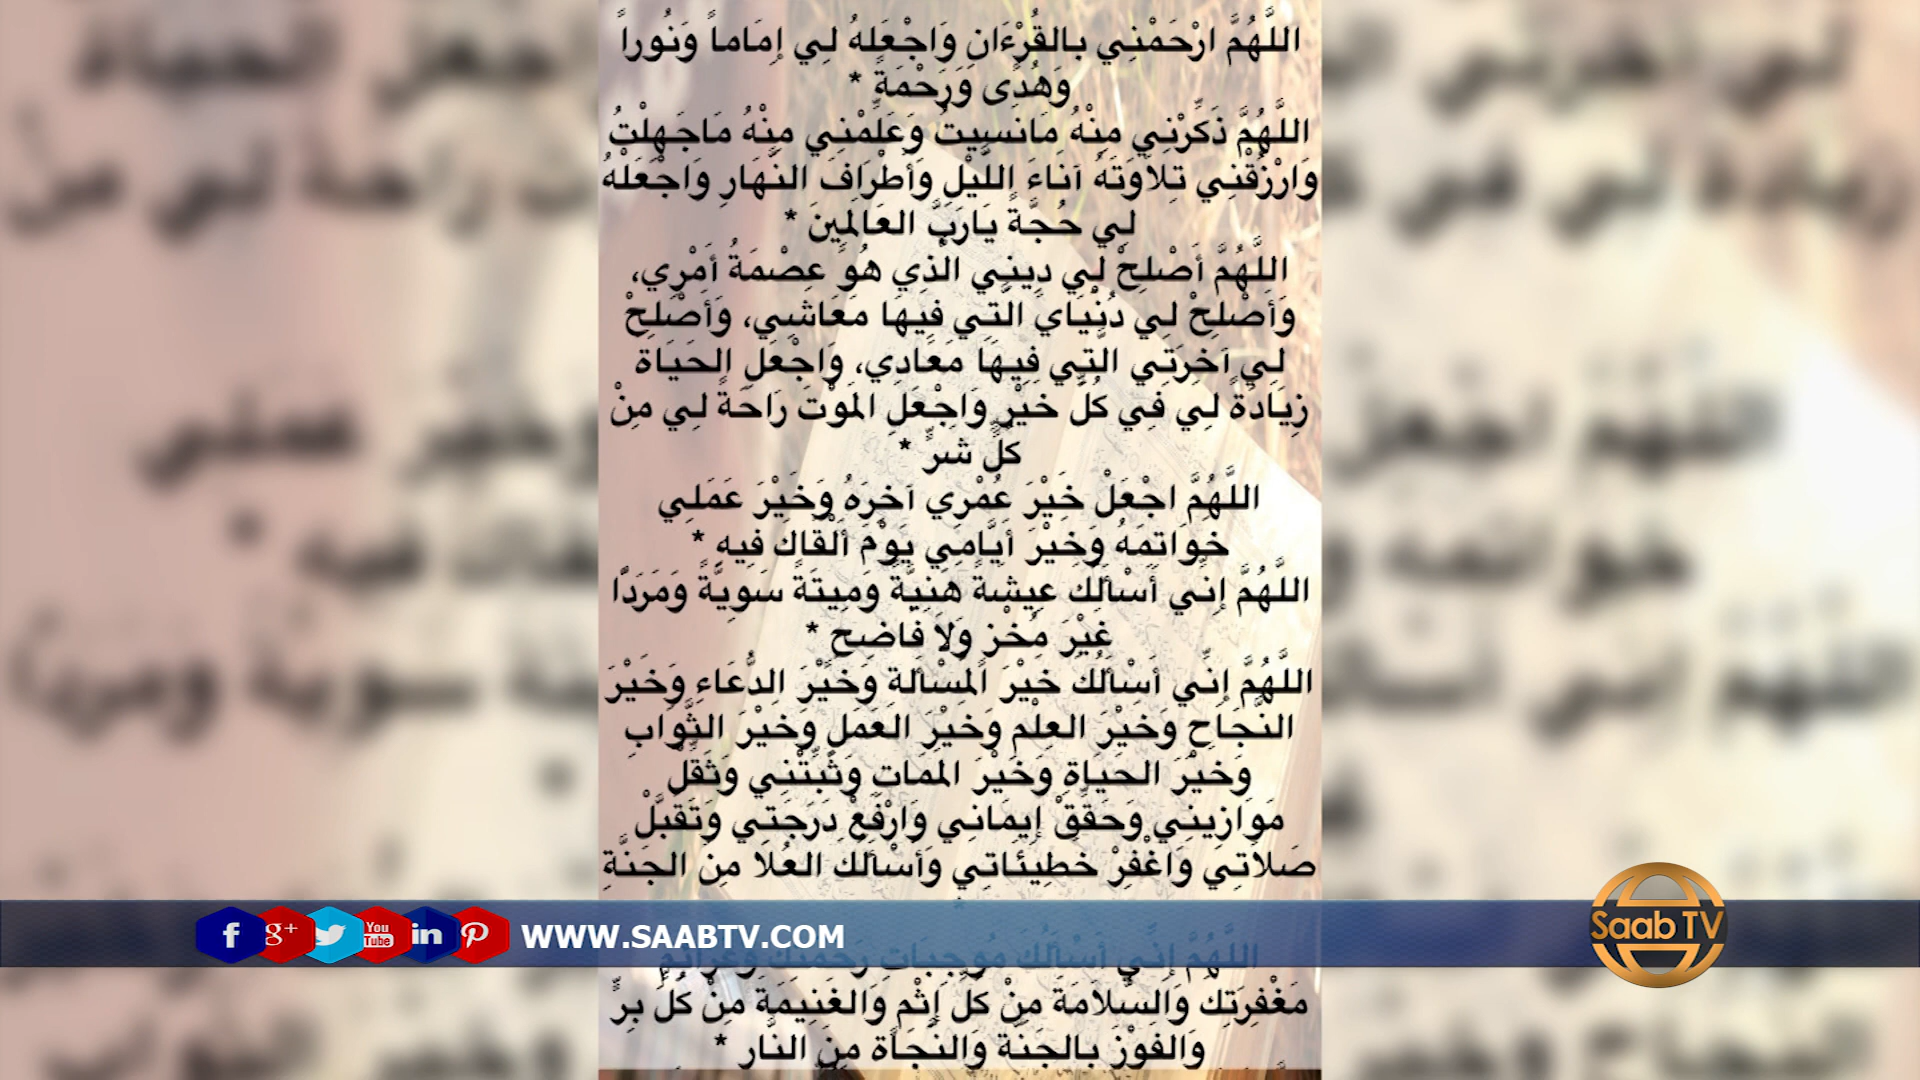 اللَّهُمَّ ارْحَمْنِي بالقُرْءَانِ وَاجْعَلهُ لِي إِمَاماً وَنُوراً
وَهُدًى وَرَحْمَةً *
اللَّهُمَّ ذَكِّرْنِي مِنْهُ مَانَسِيتُ وَعَلِّمْنِي مِنْهُ مَاجَهِلْتُ
وَارْزُقْنِي تِلاَوَتَهُ آنَاءَ اللَّيْلِ وَأَطْرَافَ النَّهَارِ وَاجْعَلْهُ
لِي حُجَّةً يَارَبَّ العَالَمِينَ *
اللَّهُمَّ أَصْلِحْ لِي دِينِي الَّذِي هُوَ عِصْمَةُ أَمْرِي،
وَأَصْلِحْ لِي دُنْيَايَ الَّتِي فِيهَا مَعَاشِي، وَأَصْلِحْ
لِي آخِرَتِي الَّتِي فِيهَا مَعَادِي، وَاجْعَلِ الحَيَاةَ
زِيَادَةً لِي فِي كُلِّ خَيْرٍ وَاجْعَلِ المَوْتَ رَاحَةً لِي مِنْ
كُلِّ شَرٍّ *
اللَّهُمَّ اجْعَلْ خَيْرَ عُمْرِي آخِرَهُ وَخَيْرَ عَمَلِي
خَوَاتِمَهُ وَخَيْرَ أَيَّامِي يَوْمَ أَلْقَاكَ فِيهِ *
اللَّهُمَّ إِنِّي أَسْأَلُكَ عِيشَةً هَنِيَّةً وَمِيتَةً سَوِيَّةً وَمَرَدًّا
غَيْرَ مُخْزٍ وَلاَ فَاضِحٍ *
اللَّهُمَّ إِنِّي أَسْأَلُكَ خَيْرَ المَسْأَلةِ وَخَيْرَ الدُّعَاءِ وَخَيْرَ
النَّجَاحِ وَخَيْرَ العِلْمِ وَخَيْرَ العَمَلِ وَخَيْرَ الثَّوَابِ
وَخَيْرَ الحَيَاةِ وَخَيْرَ المَمَاتِ وَثَبِّتْنِي وَثَقِّلْ
مَوَازِينِي وَحَقِّقْ إِيمَانِي وَارْفَعْ دَرَجَتِي وَتَقَبَّلْ
صَلاَتِي وَاغْفِرْ خَطِيئَاتِي وَأَسْأَلُكَ العُلَا مِنَ الجَنَّةِ
*
WWW.SAABTV.COM
f g+ You Tube in
Saab TV
اللَّهُمَّ إِنِّي أَسْأَلُكَ مُوجِبَاتِ رَحْمَتِكَ وَعَزَائِمَ
مَغْفِرَتِكَ وَالسَّلاَمَةَ مِنْ كُلِّ إِثْمٍ وَالغَنِيمَةَ مِنْ كُلِّ بِرٍّ
وَالفَوْزَ بِالجَنَّةِ وَالنَّجَاةَ مِنَ النَّارِ *